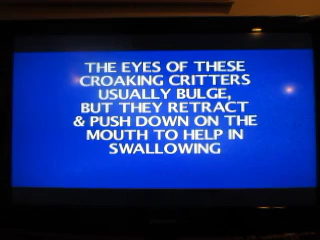 THE EYES OF THESE
CROAKING CRITTERS
USUALLY BULGE,
BUT THEY RETRACT
& PUSH DOWN ON THE
MOUTH TO HELP IN
SWALLOWING